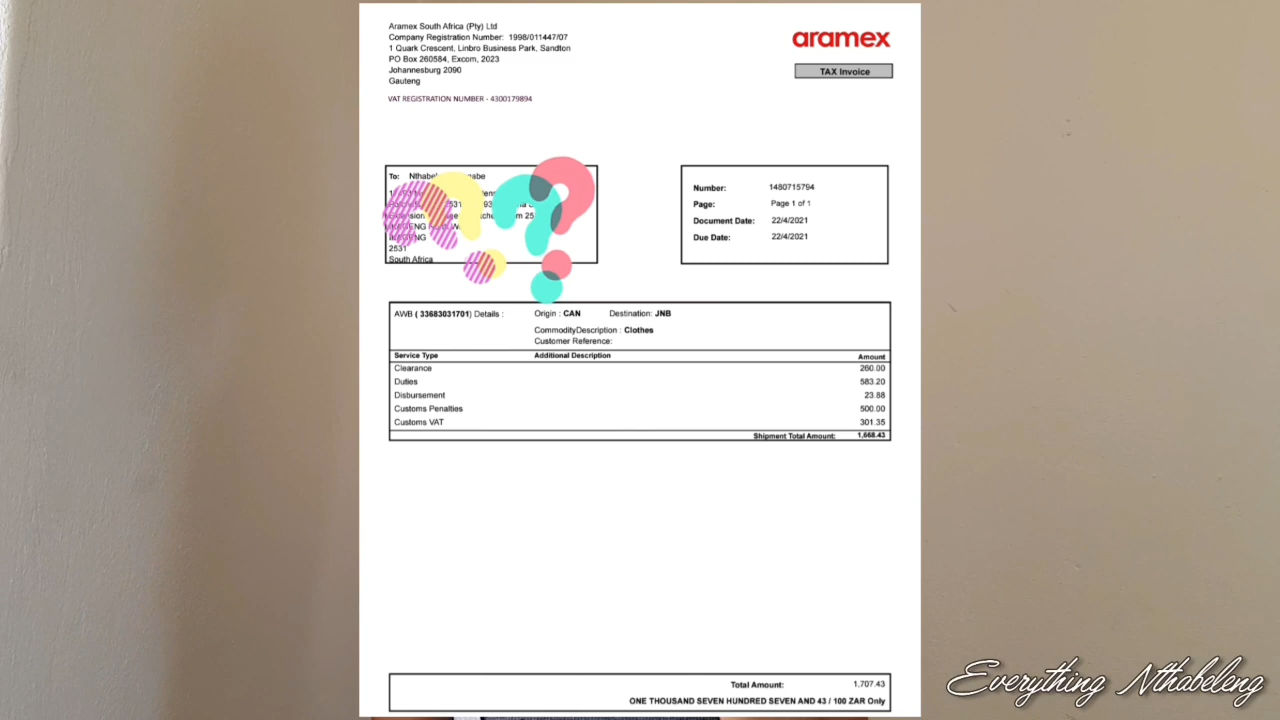 Aramex South Africa (Pty) Ltd
Company Registration Number: 1998/011447/07
1 Quark Crescent, Linbro Business Park, Sandton
PO Box 260584, Excom, 2023
Johannesburg 2090
Gauteng
VAT REGISTRATION NUMBER - 4300179894
aramex
TAX Invoice
To:
2531
South Africa
Number: 1480715794
Page: Page 1 of 1
Document Date: 22/4/2021
Due Date: 22/4/2021
AWB ( 33683031701) Details : Origin : CAN Destination: JNB
CommodityDescription : Clothes
Customer Reference:
Service Type Additional Description Amount
Clearance 260.00
Duties 583.20
Disbursement 23.88
Customs Penalties 500.00
Customs VAT 301.35
Shipment Total Amount: 1,668.43
Total Amount: 1,707.43
ONE THOUSAND SEVEN HUNDRED SEVEN AND 43 / 100 ZAR Only
Everything Nthabeleng